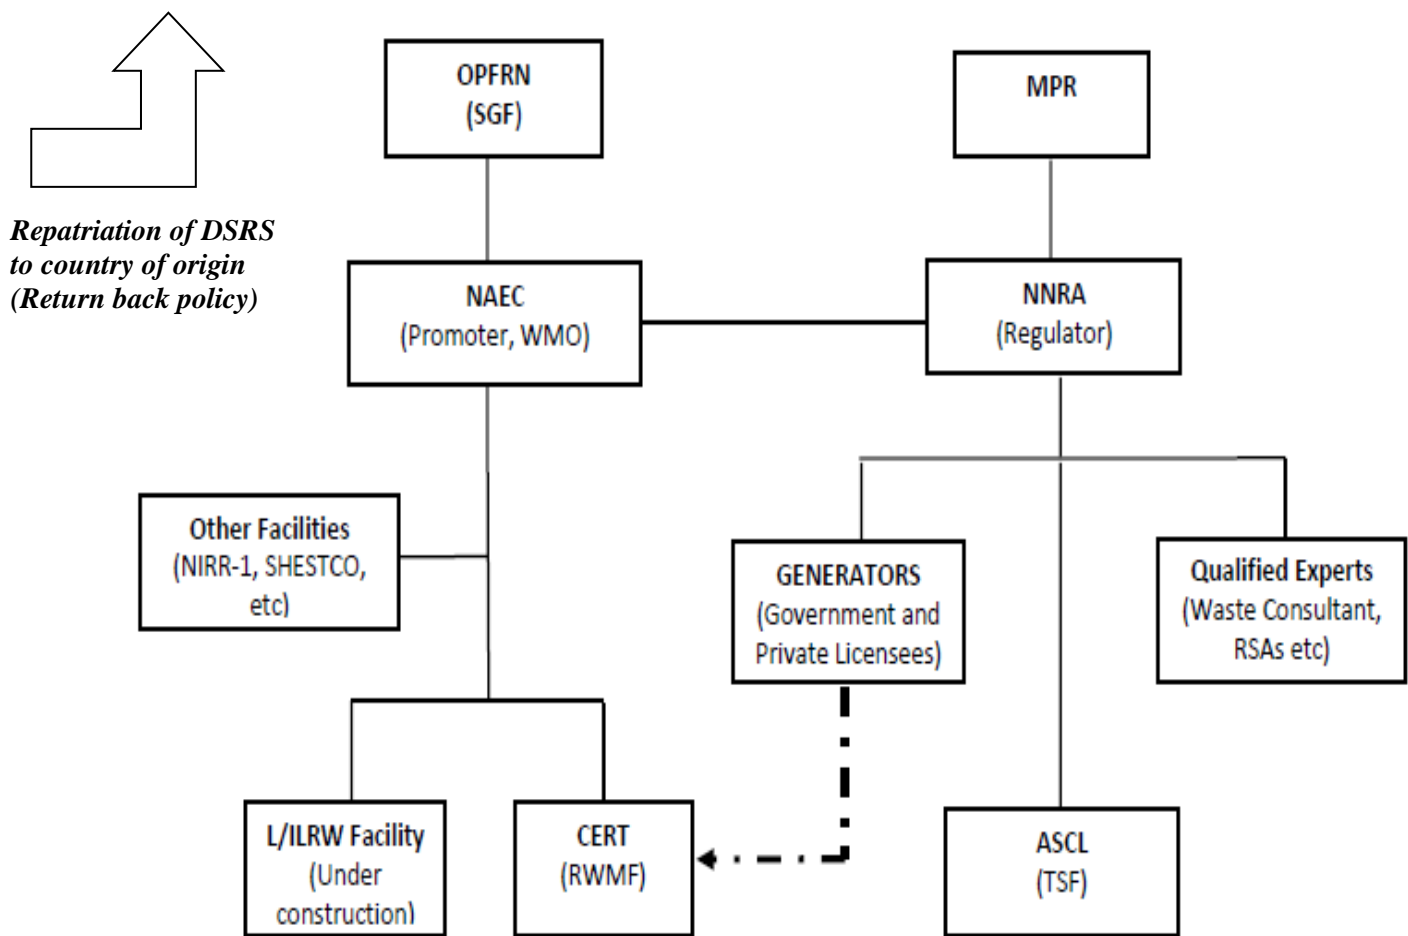 OPFRN
(SGF)
MPR
Repatriation of DSRS
to country of origin
(Return back policy)
NAEC
(Promoter, WMO)
NNRA
(Regulator)
Other Facilities
(NIRR-1, SHESTCO,
etc)
GENERATORS
(Government and
Private Licensees)
Qualified Experts
(Waste Consultant,
RSAs etc)
L/ILRW Facility
(Under
construction)
CERT
(RWMF)
ASCL
(TSF)